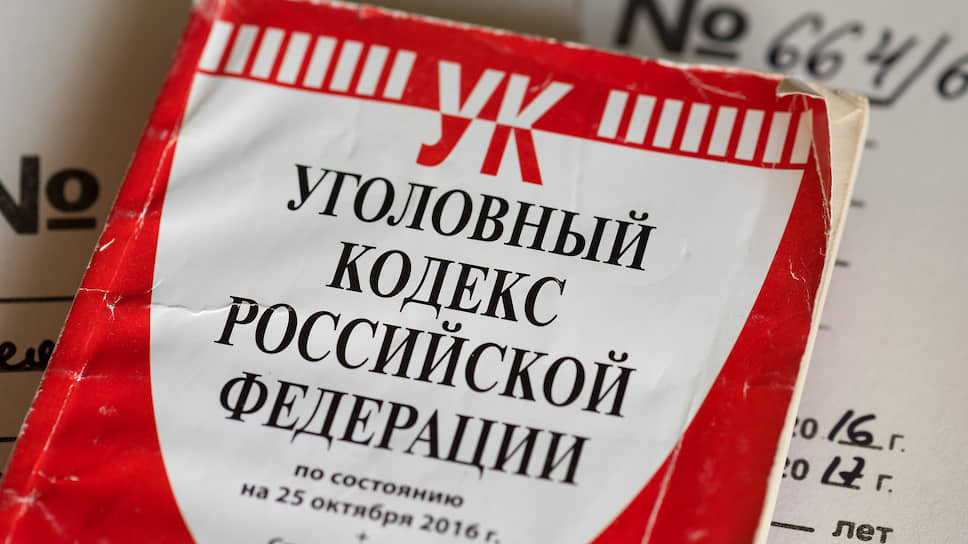 № 664/6
№
УК
УГОЛОВНЫЙ
КОДЕКС
РОССИЙСКОЙ
ФЕДЕРАЦИИ
по состоянию
на 25 октября 2016 г.
+
20 16 г.
20 17 г.
лет